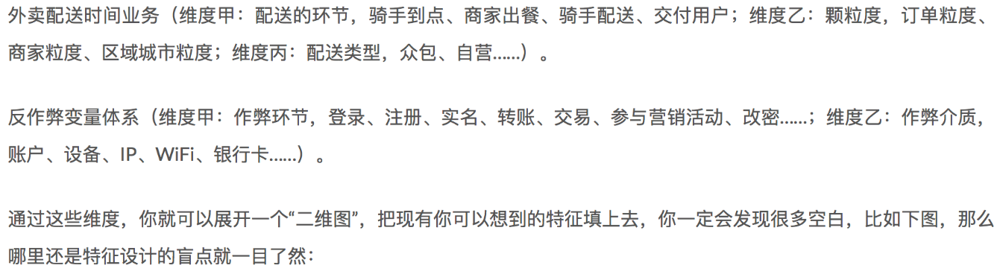 外卖配送时间业务（维度甲：配送的环节，骑手到点、商家出餐、骑手配送、交付用户；维度乙：颗粒度，订单粒度、
商家粒度、区域城市粒度；维度丙：配送类型，众包、自营……）。
反作弊变量体系（维度甲：作弊环节，登录、注册、实名、转账、交易、参与营销活动、改密……；维度乙：作弊介质，
账户、设备、IP、WiFi、银行卡……）。
通过这些维度，你就可以展开一个“二维图”，把现有你可以想到的特征填上去，你一定会发现很多空白，比如下图，那么
哪里还是特征设计的盲点就一目了然：